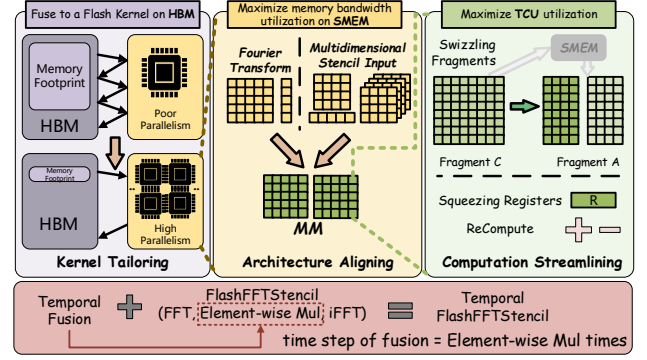 Fuse to a Flash Kernel on HBM
Memory
Footprint
HBM
Poor
Parallelism
Memory
Footprint
HBM
High
Parallelism
Kernel Tailoring
Maximize memory bandwidth
utilization on SMEM
Fourier
Transform
Multidimensional
Stencil Input
MM
Architecture Aligning
Maximize TCU utilization
Swizzling
Fragments
SMEM
Fragment C
Fragment A
Squeezing Registers
R
ReCompute
Computation Streamlining
Temporal
Fusion
FlashFFTStencil
(FFT, Element-wise Mul, iFFT)
Temporal
FlashFFTStencil
time step of fusion = Element-wise Mul times